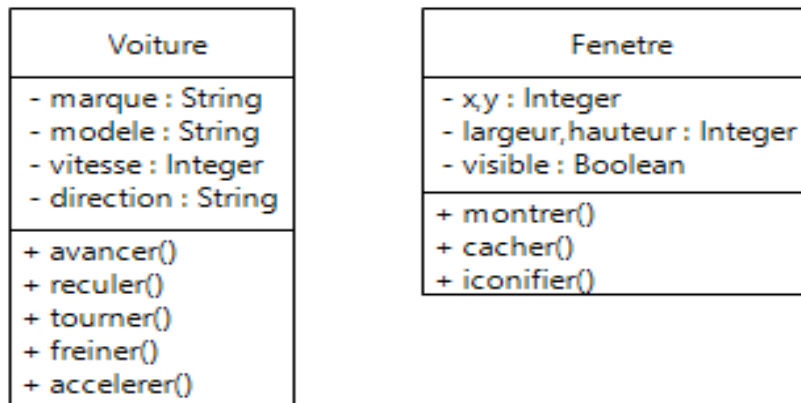 Voiture
- marque : String
- modele : String
- vitesse : Integer
- direction : String
+ avancer()
+ reculer()
+ tourner()
+ freiner()
+ accelerer()
Fenetre
- x,y : Integer
- largeur,hauteur : Integer
- visible : Boolean
+ montrer()
+ cacher()
+ iconifier()